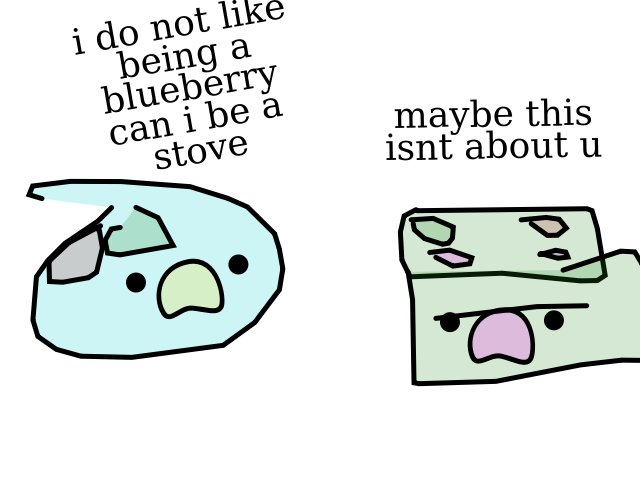 i do not like
being a
blueberry
can i be a
stove
maybe this
isnt about u